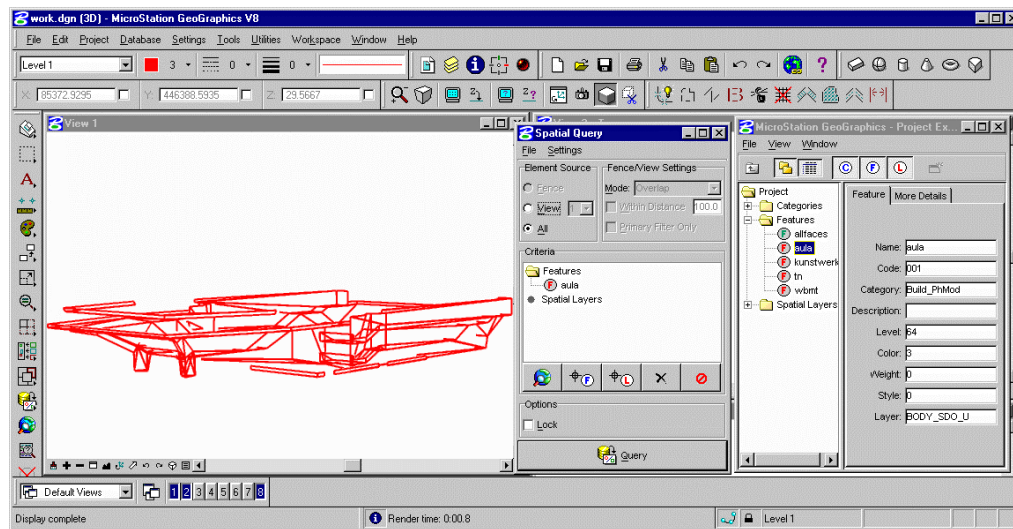 work.dgn (3D) - MicroStation GeoGraphics V8
File Edit Project Database Settings Tools Utilities Workspace Window Help
Level 1 3 0 0
X: 85372.9295 Y: 446388.5935 Z: 29.5667
View 1
Spatial Query
File Settings
Element Source
Fence
View: 1
All
Fence/View Settings
Mode: Overlap
Within Distance 100.0
Primary Filter Only
Criteria
Features
aula
Spatial Layers
Options
Lock
Query
MicroStation GeoGraphics - Project Ex...
File View Window
Project
Categories
Features
allfaces
aula
kunstwerk
tn
wbmt
Spatial Layers
Feature More Details
Name: aula
Code: 001
Category: Build_PhMod
Description:
Level: 64
Color: 3
Weight: 0
Style: 0
Layer: BODY_SDO_U
Default Views 1 2 3 4 5 6 7 8
Display complete Render time: 0:00.8 Level 1